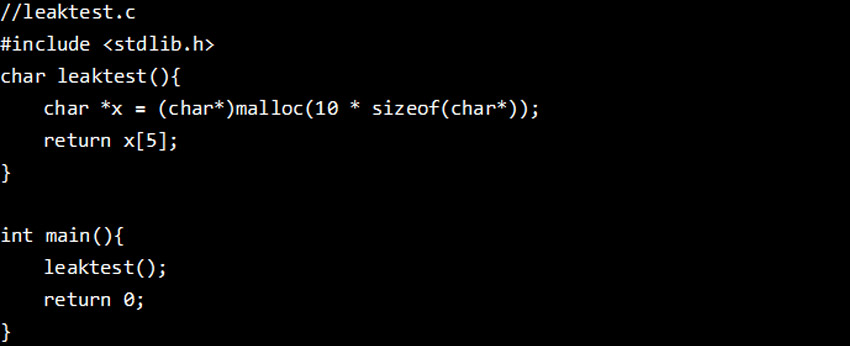 //leaktest.c
#include <stdlib.h>
char leaktest(){
    char *x = (char*)malloc(10 * sizeof(char*));
    return x[5];
}

int main(){
    leaktest();
    return 0;
}